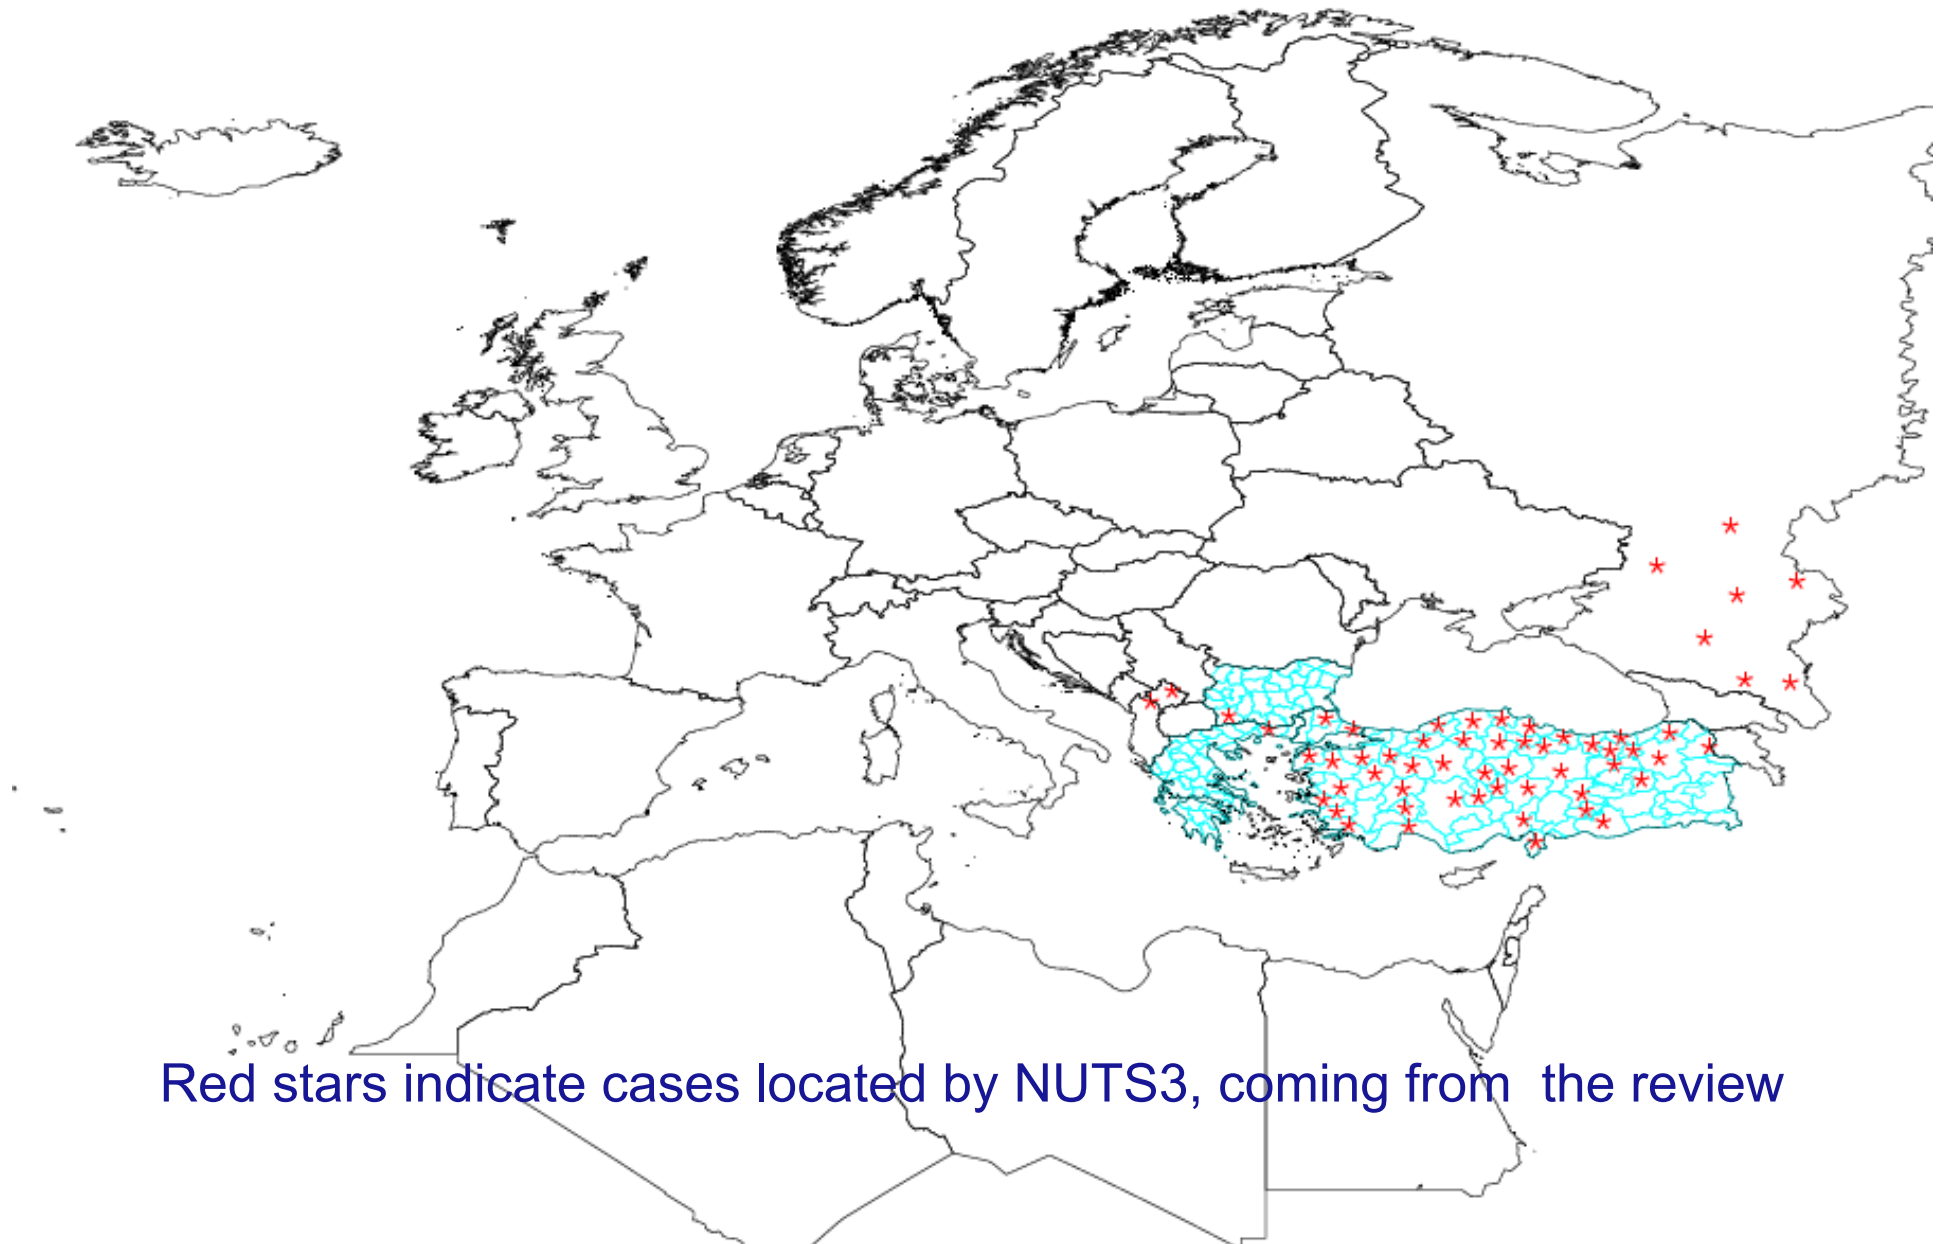 Red stars indicate cases located by NUTS3, coming from the review